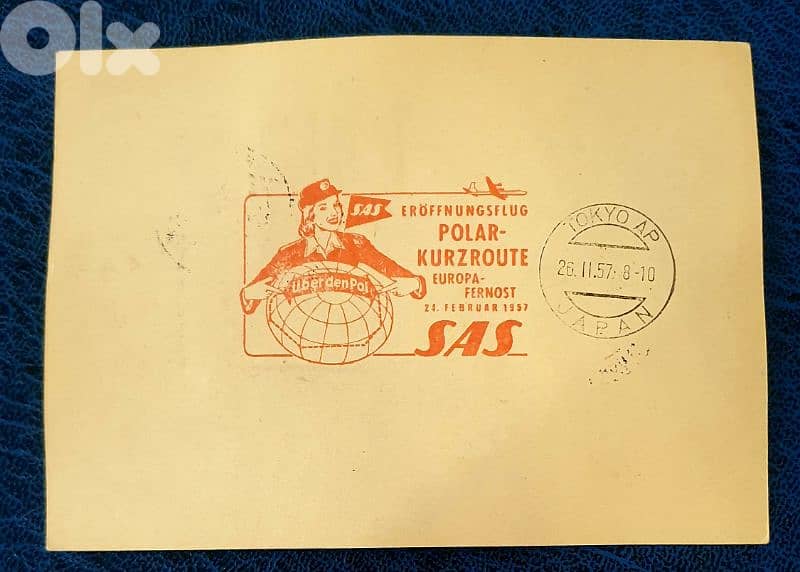 OLX
SAS
ERÖFFNUNGSFLUG
POLAR-
KURZROUTE
EUROPA-
FERNOST
24. FEBRUAR 1957
SAS
über den Pol
TOKYO AP
26. II. 57. 8-10
JAPAN